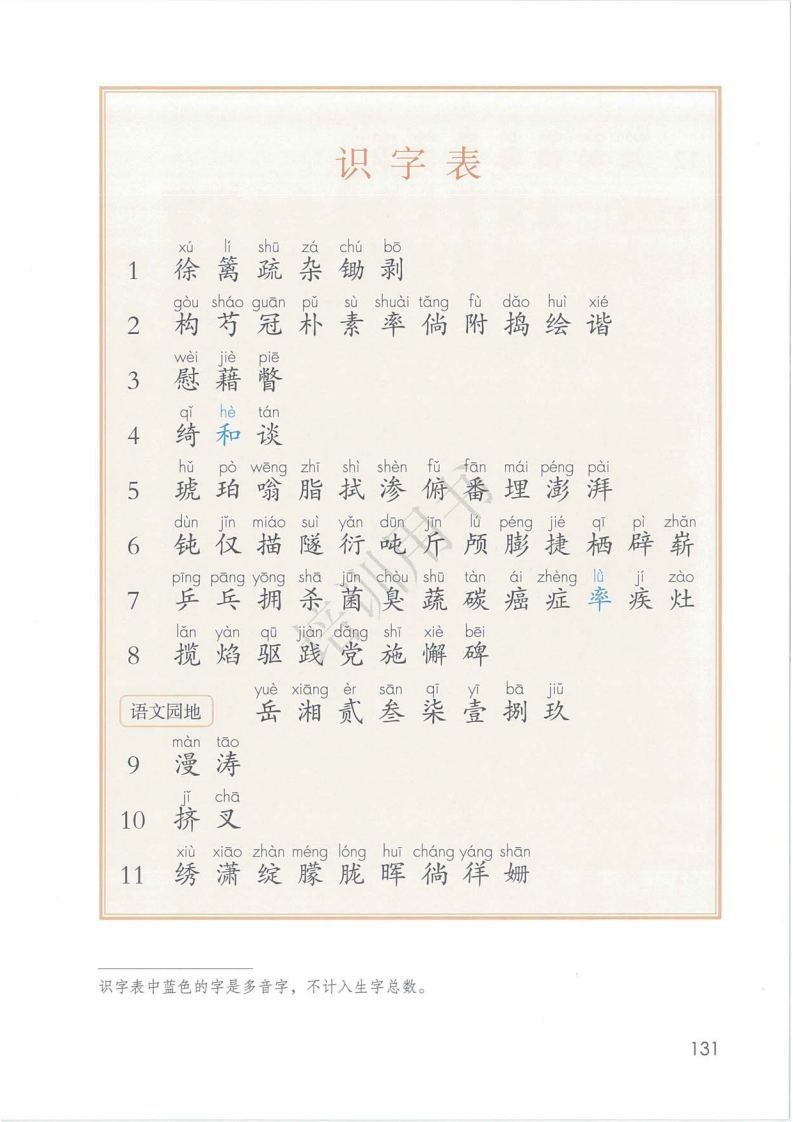 识字表
xú lí shū zá chú bō
1 徐 篱 疏 杂 锄 剥
gòu sháo guān pǔ sù shuài tǎng fù dǎo huì xié
2 构 芍 冠 朴 素 率 倘 附 捣 绘 谐
wèi jiè piē
3 慰 藉 瞥
qǐ hè tán
4 绮 和 谈
hǔ pò wēng zhī shì shèn fǔ fān mái péng pài
5 琥 珀 嗡 脂 拭 渗 俯 番 埋 澎 湃
dùn jǐn miáo suì yǎn dūn jīn lú péng jié qī pì zhǎn
6 钝 仅 描 隧 衍 吨 斤 颅 膨 捷 栖 辟 崭
pīng pāng yōng shā jūn chòu shū tàn ái zhèng lǜ jí zào
7 乒 乓 拥 杀 菌 臭 蔬 碳 癌 症 率 疾 灶
lǎn yàn qū jiàn dǎng shī xiè bēi
8 揽 焰 驱 践 党 施 懈 碑
yuè xiāng èr sān qī yī bā jiǔ
语文园地 岳 湘 贰 叁 柒 壹 捌 玖
màn tāo
9 漫 涛
jǐ chā
10 挤 叉
xiù xiāo zhàn méng lóng huī cháng yáng shān
11 绣 潇 绽 朦 胧 晖 徜 徉 姗
培训用书
识字表中蓝色的字是多音字，不计入生字总数。
131